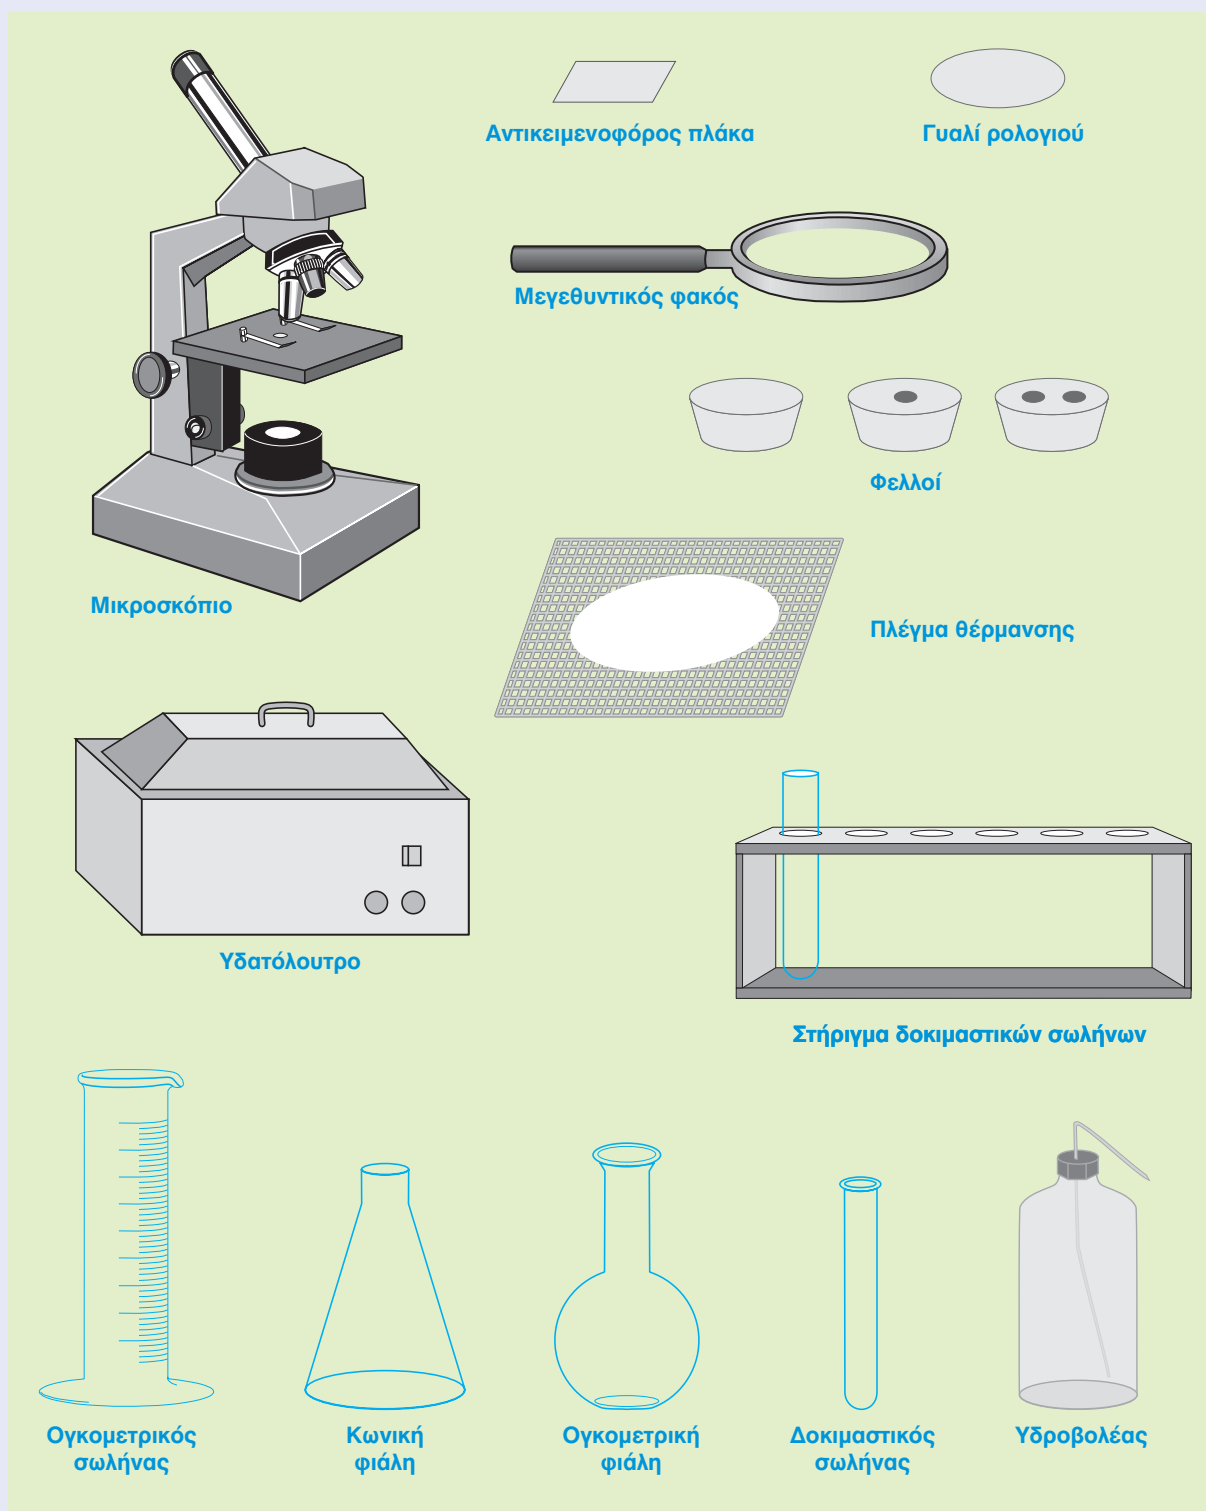 Αντικειμενοφόρος πλάκα
Γυαλί ρολογιού
Μεγεθυντικός φακός
Φελλοί
Μικροσκόπιο
Πλέγμα θέρμανσης
Υδατόλουτρο
Στήριγμα δοκιμαστικών σωλήνων
Ογκομετρικός
σωλήνας
Κωνική
φιάλη
Ογκομετρική
φιάλη
Δοκιμαστικός
σωλήνας
Υδροβολέας